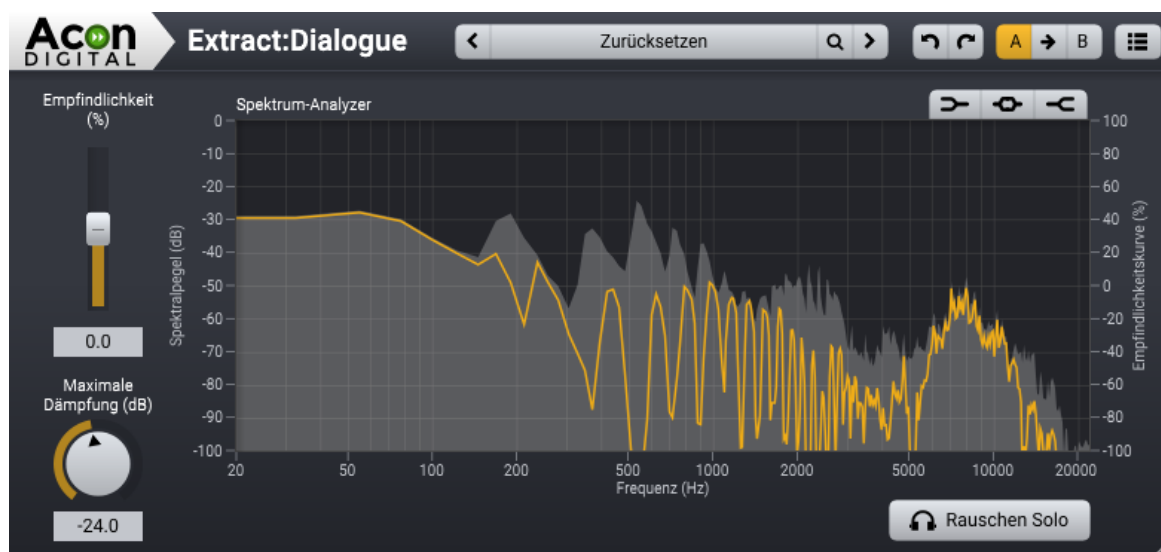 Acon
DIGITAL
Extract:Dialogue
Zurücksetzen
A
B
Empfindlichkeit
(%)
0.0
Maximale
Dämpfung (dB)
-24.0
Spektrum-Analyzer
Spektralpegel (dB)
0
-10
-20
-30
-40
-50
-60
-70
-80
-90
-100
100
80
60
40
20
0
-20
-40
-60
-80
-100
Empfindlichkeitskurve (%)
20 50 100 200 500 1000 2000 5000 10000 20000
Frequenz (Hz)
Rauschen Solo